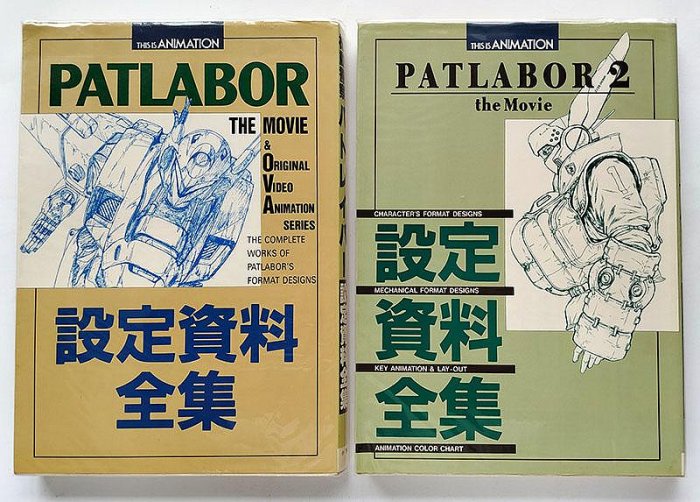 THIS IS ANIMATION
PATLABOR
THE MOVIE
&
ORIGINAL
VIDEO
ANIMATION
SERIES
THE COMPLETE
WORKS OF
PATLABOR'S
FORMAT DESIGNS
設定資料
全集
THIS IS ANIMATION
PATLABOR 2
the Movie
CHARACTER'S FORMAT DESIGNS
設定
MECHANICAL FORMAT DESIGNS
資料
KEY ANIMATION & LAY-OUT
全集
ANIMATION COLOR CHART